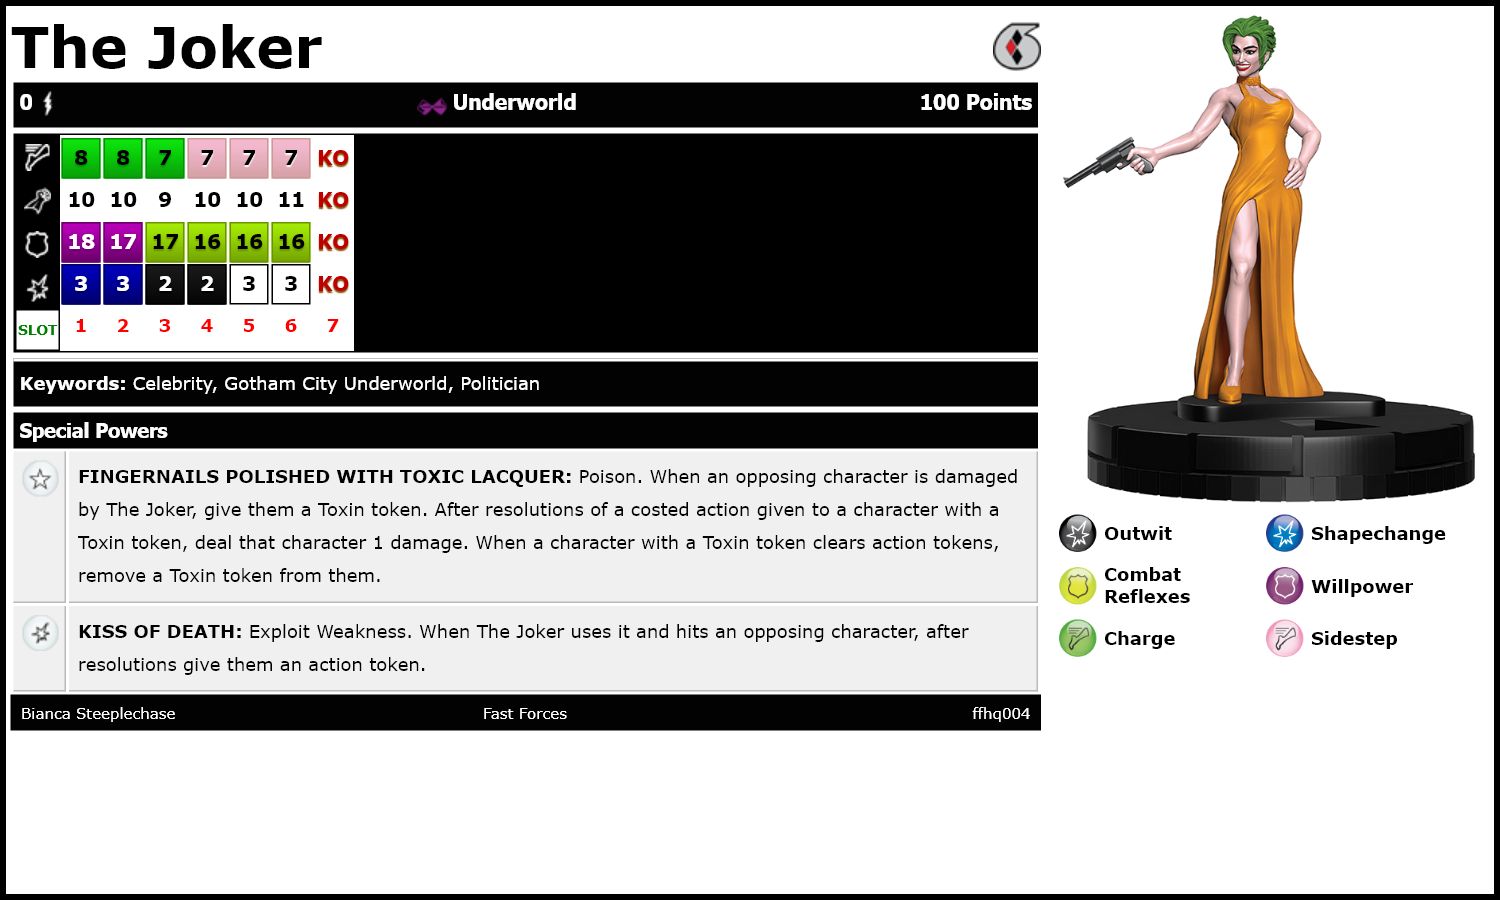 The Joker
0 Underworld 100 Points
8 8 7 7 7 7 KO
10 10 9 10 10 11 KO
18 17 17 16 16 16 KO
3 3 2 2 3 3 KO
SLOT 1 2 3 4 5 6 7
Keywords: Celebrity, Gotham City Underworld, Politician
Special Powers
FINGERNAILS POLISHED WITH TOXIC LACQUER: Poison. When an opposing character is damaged
by The Joker, give them a Toxin token. After resolutions of a costed action given to a character with a
Toxin token, deal that character 1 damage. When a character with a Toxin token clears action tokens,
remove a Toxin token from them.
KISS OF DEATH: Exploit Weakness. When The Joker uses it and hits an opposing character, after
resolutions give them an action token.
Bianca Steeplechase Fast Forces ffhq004
Outwit Shapechange
Combat
Reflexes Willpower
Charge Sidestep